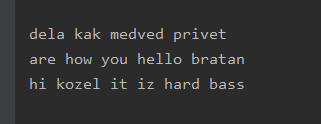 dela kak medved privet
are how you hello bratan
hi kozel it iz hard bass